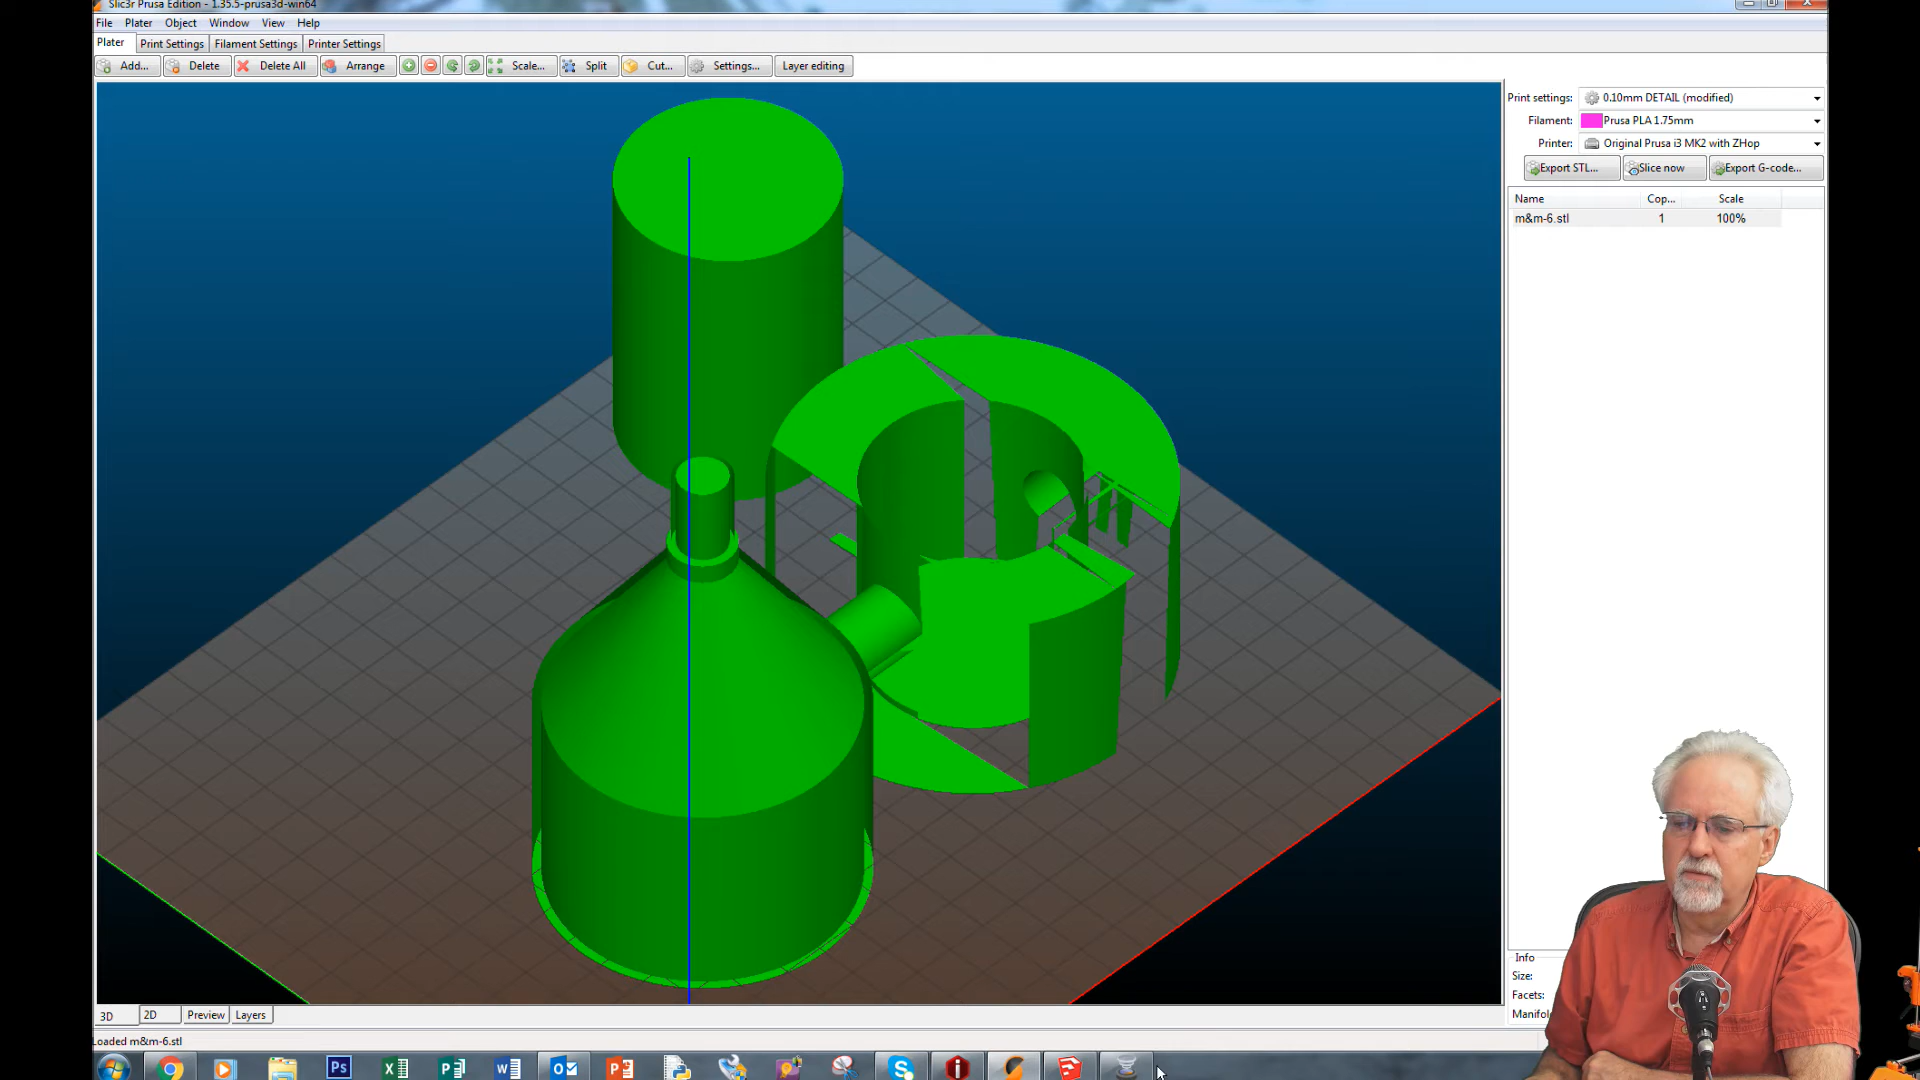 Slic3r Prusa Edition - 1.35.5-prusa3d-win64
File Plater Object Window View Help
Plater Print Settings Filament Settings Printer Settings
Add... Delete Delete All Arrange Scale... Split Cut... Settings... Layer editing
Print settings: 0.10mm DETAIL (modified)
Filament: Prusa PLA 1.75mm
Printer: Original Prusa i3 MK2 with ZHop
Export STL... Slice now Export G-code...
Name Cop... Scale
m&m-6.stl 1 100%
Info
Size:
Facets:
Manifol
3D 2D Preview Layers
Loaded m&m-6.stl
Ps X P W O P S i